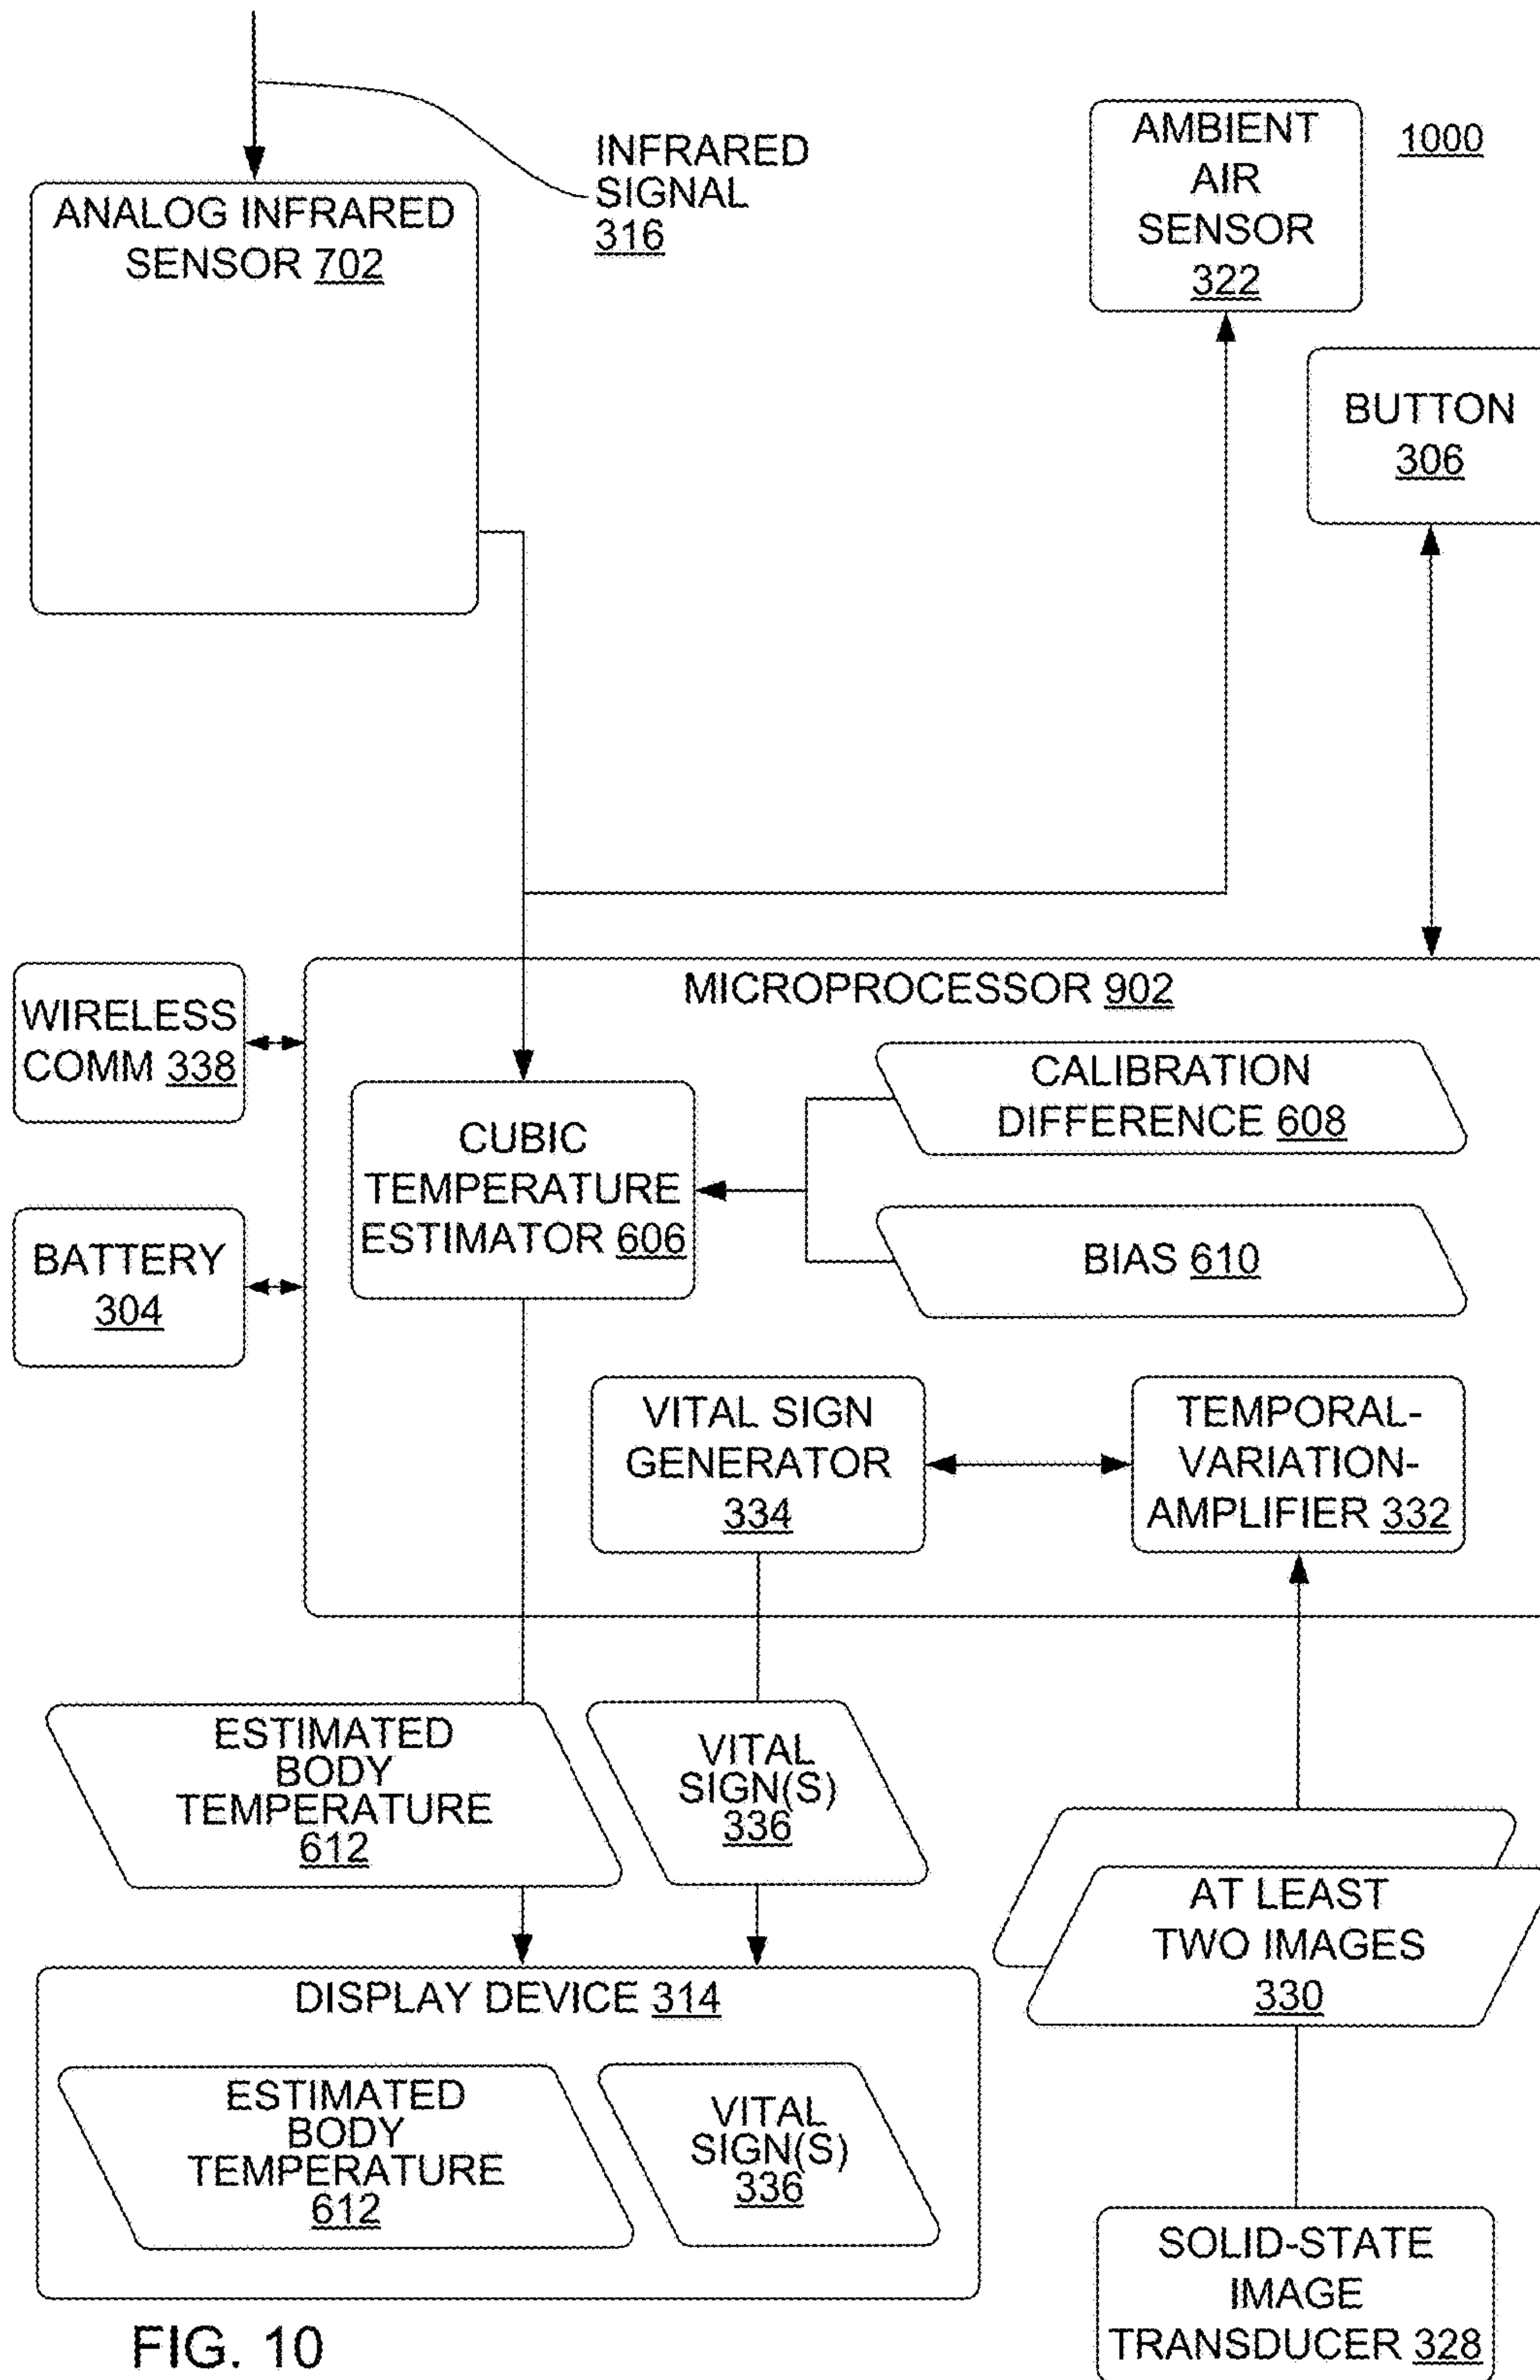 INFRARED
SIGNAL
316
ANALOG INFRARED
SENSOR 702
AMBIENT
AIR
SENSOR
322
1000
BUTTON
306
MICROPROCESSOR 902
WIRELESS
COMM 338
CUBIC
TEMPERATURE
ESTIMATOR 606
CALIBRATION
DIFFERENCE 608
BATTERY
304
BIAS 610
VITAL SIGN
GENERATOR
334
TEMPORAL-
VARIATION-
AMPLIFIER 332
ESTIMATED
BODY
TEMPERATURE
612
VITAL
SIGN(S)
336
AT LEAST
TWO IMAGES
330
DISPLAY DEVICE 314
ESTIMATED
BODY
TEMPERATURE
612
VITAL
SIGN(S)
336
SOLID-STATE
IMAGE
TRANSDUCER 328
FIG. 10